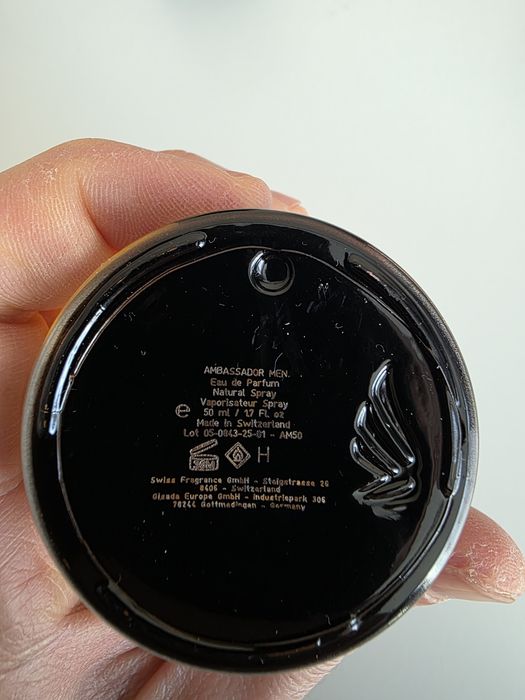 AMBASSADOR MEN.
Eau de Parfum
Natural Spray
Vaporisateur Spray
℮ 50 ml / 1.7 FL. oz
Made in Switzerland
Lot 05-0843-25-01 - AM50
H
Swiss Fragrance GmbH - Steigstrasse 26
8406 - Switzerland
Gisada Europe GmbH - Industriepark 306
78244 Gottmadingen - Germany